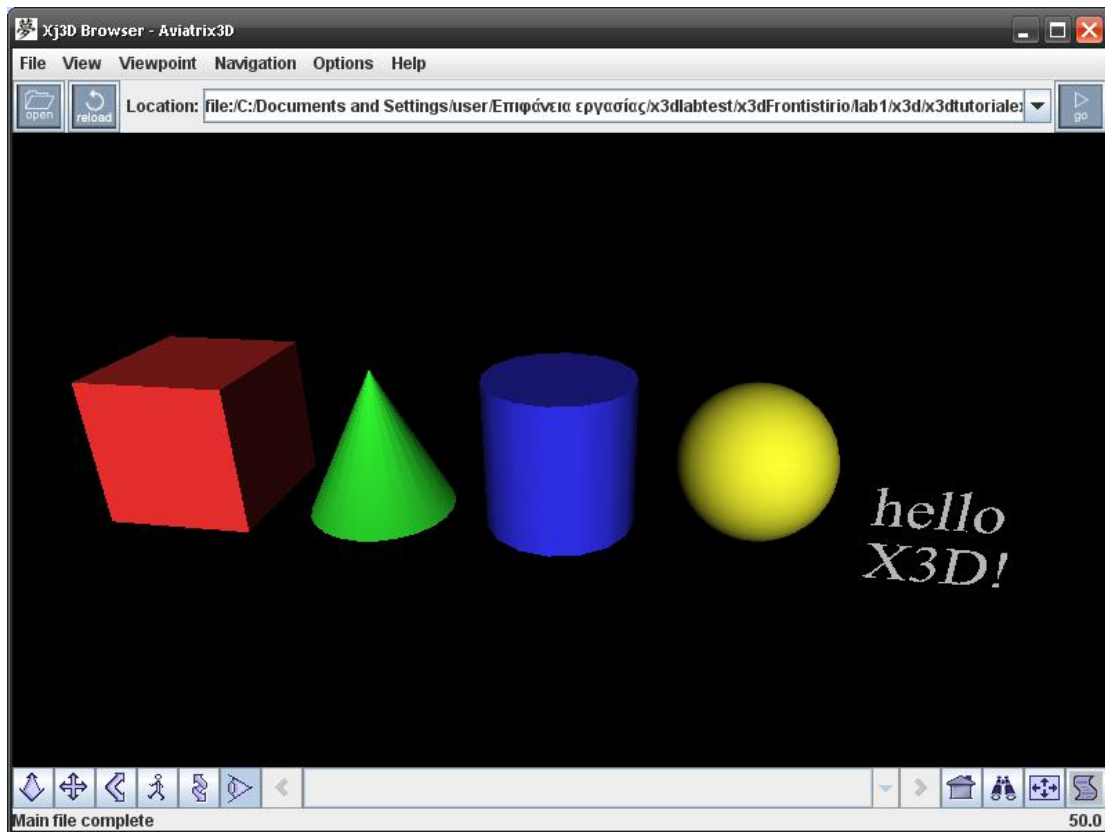 Xj3D Browser - Aviatrix3D
File View Viewpoint Navigation Options Help
open reload Location: file:/C:/Documents and Settings/user/Επιφάνεια εργασίας/x3dlabtest/x3dFrontistirio/lab1/x3d/x3dtutorialex go
hello
X3D!
Main file complete 50.0